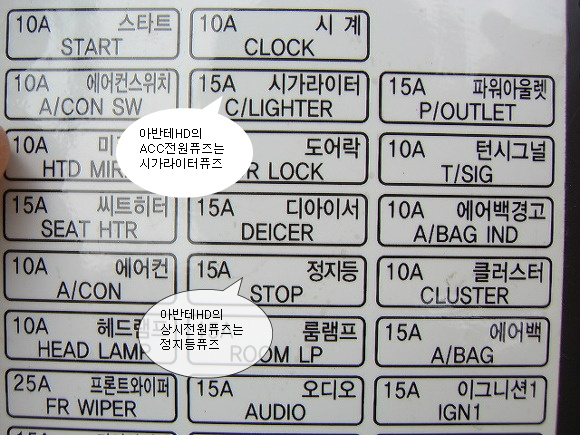 10A 스타트
START
10A 시 계
CLOCK
10A 에어컨스위치
A/CON SW
15A 시가라이터
C/LIGHTER
15A 파워아울렛
P/OUTLET
아반테HD의
ACC전원퓨즈는
시가라이터퓨즈
10A
HTD
도어락
LOCK
10A 턴시그널
T/SIG
15A 씨트히터
SEAT HTR
15A 디아이서
DEICER
10A 에어백경고
A/BAG IND
10A 에어컨
A/CON
15A 정지등
STOP
10A 클러스터
CLUSTER
아반테HD의
상시전원퓨즈는
정지등퓨즈
10A 헤드램프
HEAD LAMP
룸램프
ROOM LP
15A 에어백
A/BAG
25A 프론트와이퍼
FR WIPER
15A 오디오
AUDIO
15A 이그니션1
IGN1